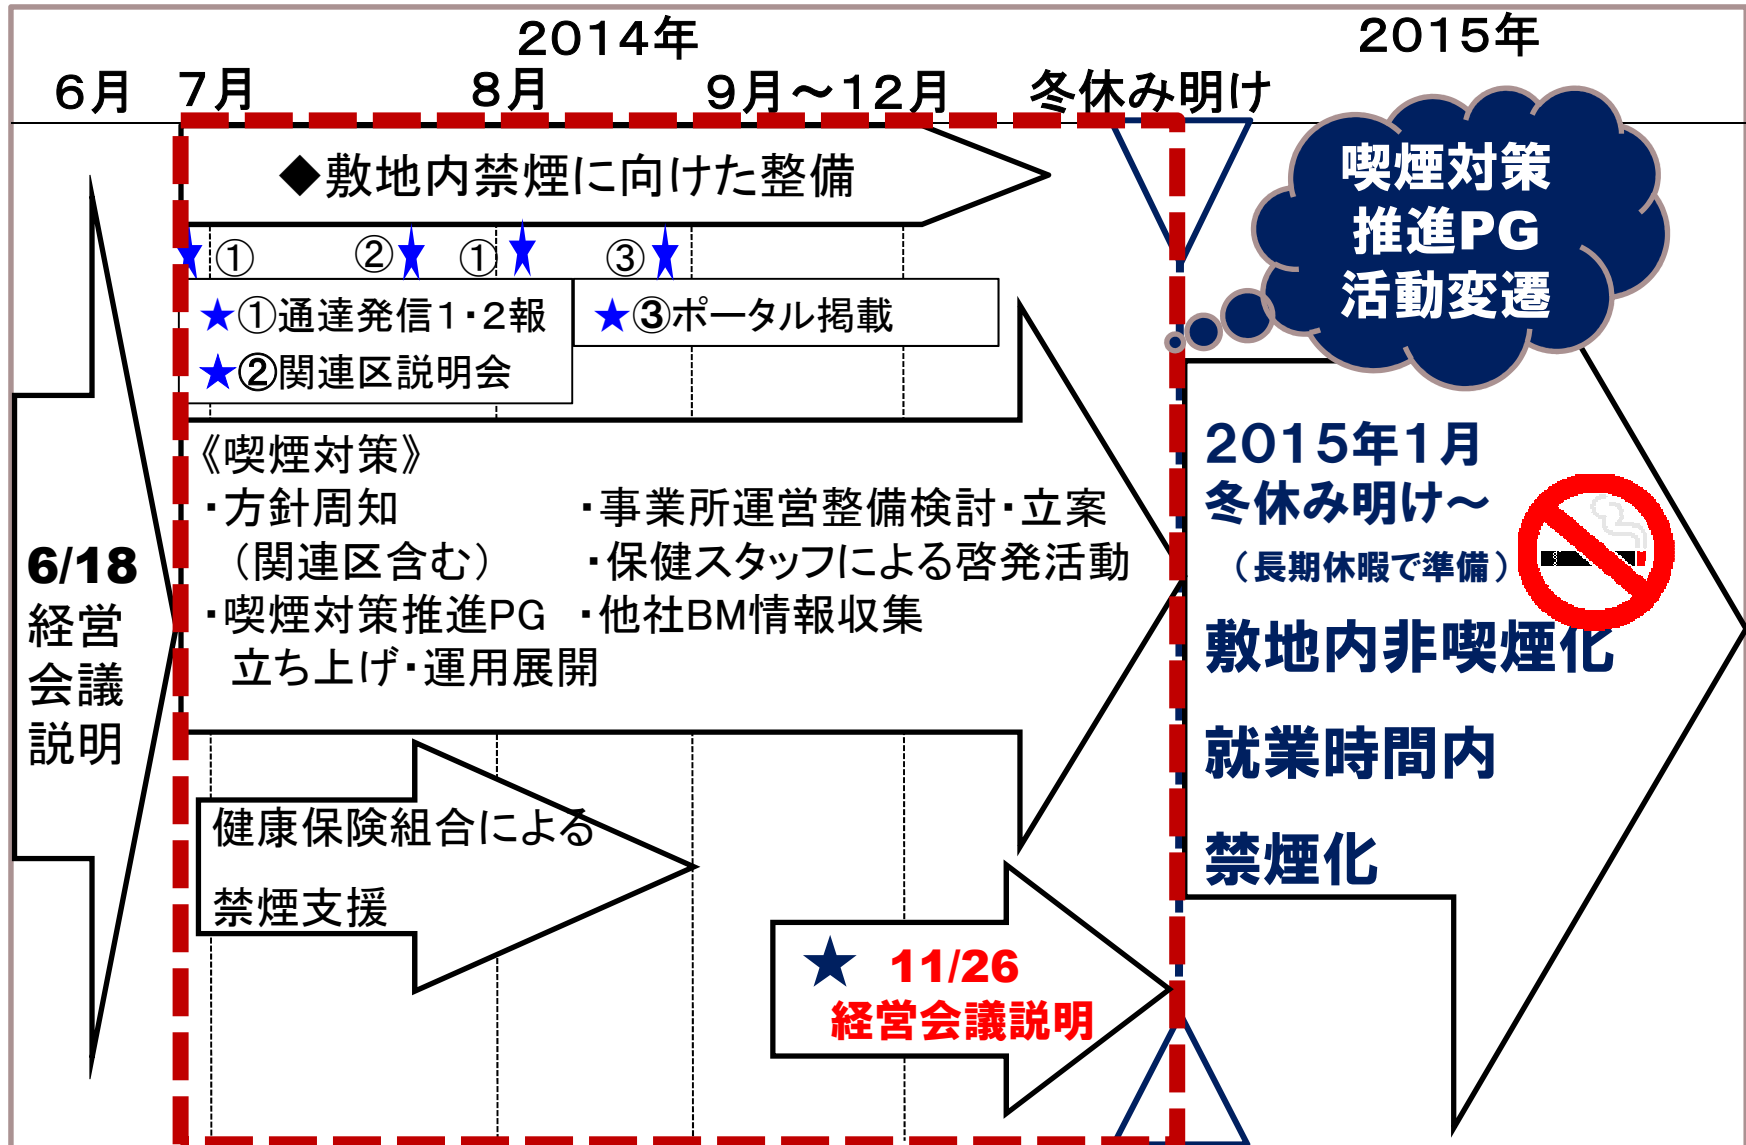 2014年
2015年
6月
7月
8月
9月～12月
冬休み明け
喫煙対策
推進PG
活動変遷
◆敷地内禁煙に向けた整備
①
②
①
③
★①通達発信1・2報
★②関連区説明会
★③ポータル掲載
6/18
経営
会議
説明
《喫煙対策》
・方針周知
（関連区含む）
・喫煙対策推進PG
立ち上げ・運用展開
・事業所運営整備検討・立案
・保健スタッフによる啓発活動
・他社BM情報収集
健康保険組合による
禁煙支援
★ 11/26
経営会議説明
2015年1月
冬休み明け～
（長期休暇で準備）
敷地内非喫煙化
就業時間内
禁煙化